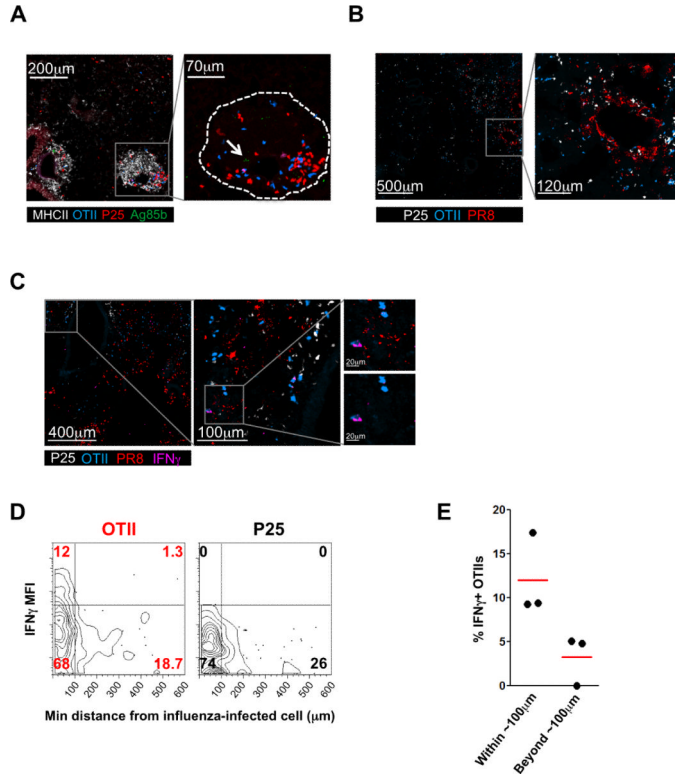 A
200μm
70μm
MHCII OTII P25 Ag85b
B
500μm
120μm
P25 OTII PR8
C
400μm
100μm
20μm
20μm
P25 OTII PR8 IFNγ
D
OTII
P25
12 1.3
68 18.7
0 0
74 26
IFNγ MFI
100 200 300 400 500 600
100 200 300 400 500 600
Min distance from influenza-infected cell (μm)
E
% IFNγ+ OTIIs
20
15
10
5
0
Within ~100μm
Beyond ~100μm